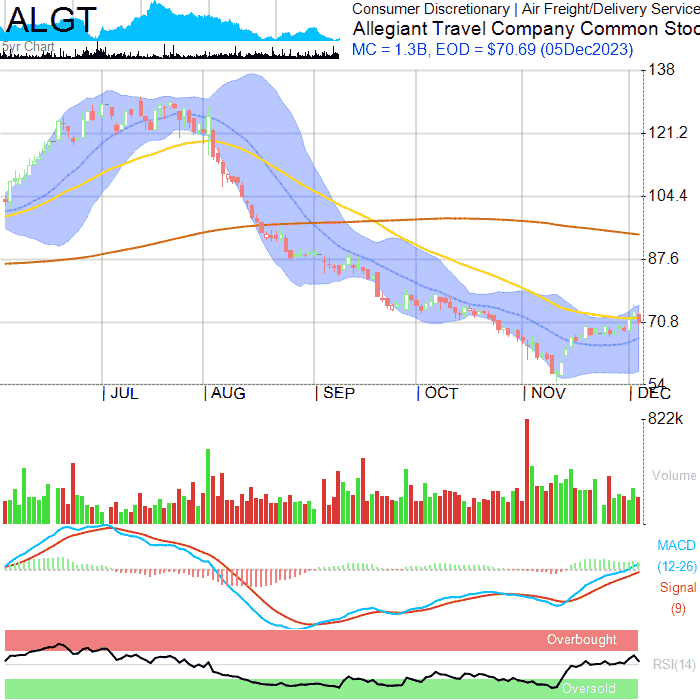 ALGT
5yr Chart
Consumer Discretionary | Air Freight/Delivery Service
Allegiant Travel Company Common Stoc
MC = 1.3B, EOD = $70.69 (05Dec2023)
138
121.2
104.4
87.6
70.8
54
JUL
AUG
SEP
OCT
NOV
DEC
822k
Volume
MACD
(12-26)
Signal
(9)
Overbought
RSI(14)
Oversold